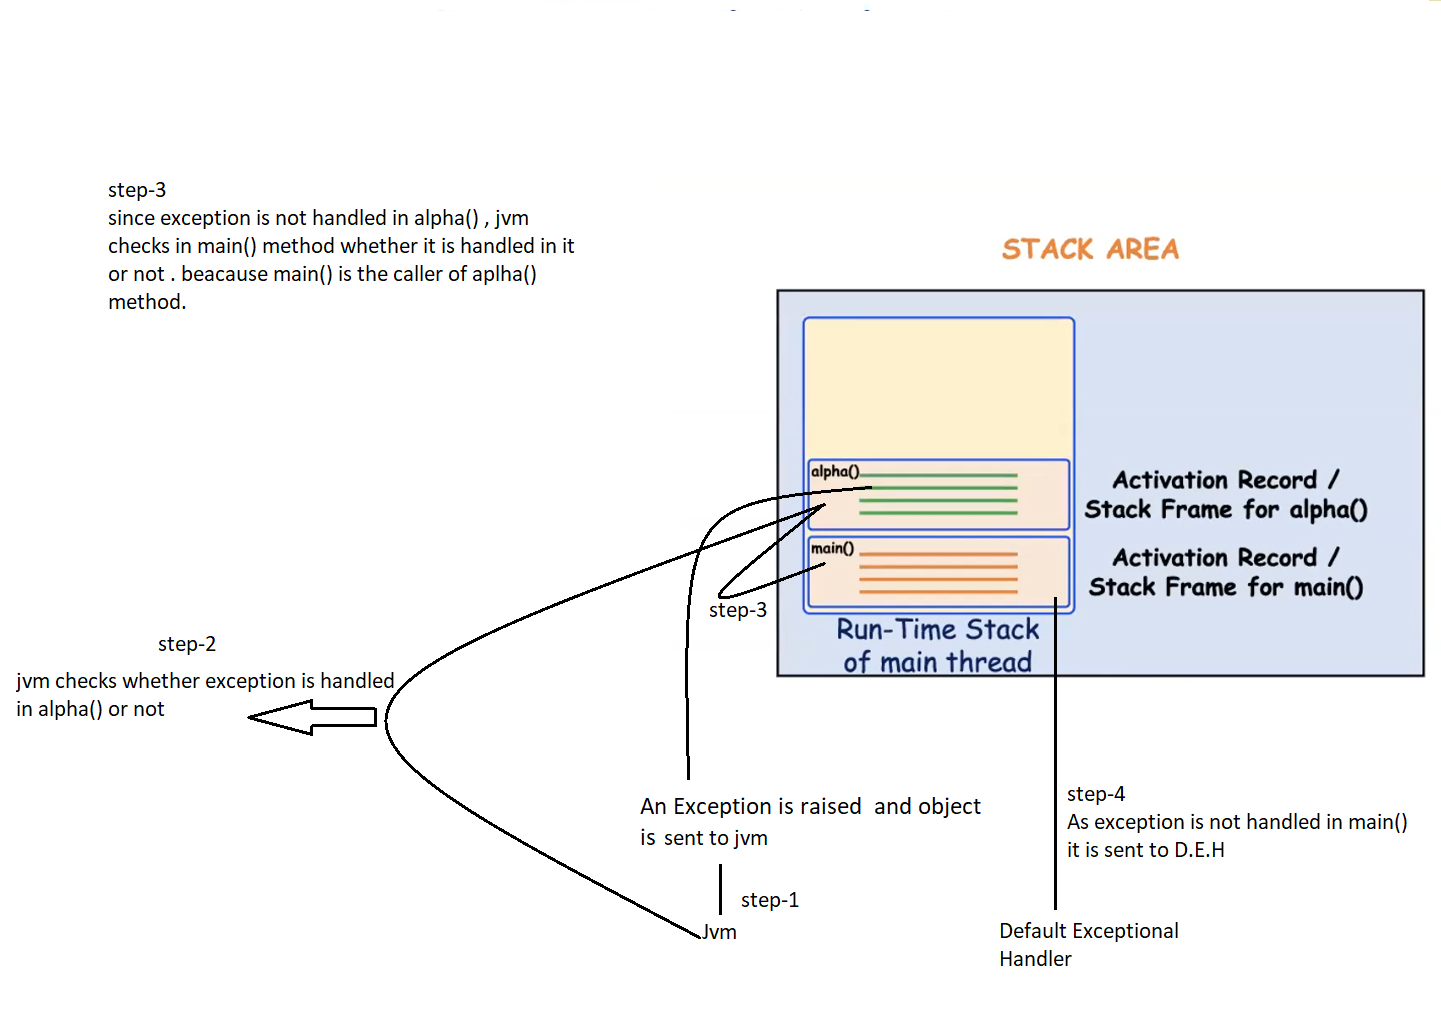 step-3
since exception is not handled in alpha() , jvm
checks in main() method whether it is handled in it
or not . beacause main() is the caller of aplha()
method.
STACK AREA
alpha()
Activation Record /
Stack Frame for alpha()
main()
Activation Record /
Stack Frame for main()
step-3
Run-Time Stack
of main thread
step-2
jvm checks whether exception is handled
in alpha() or not
An Exception is raised and object
is sent to jvm
step-1
Jvm
step-4
As exception is not handled in main()
it is sent to D.E.H
Default Exceptional
Handler